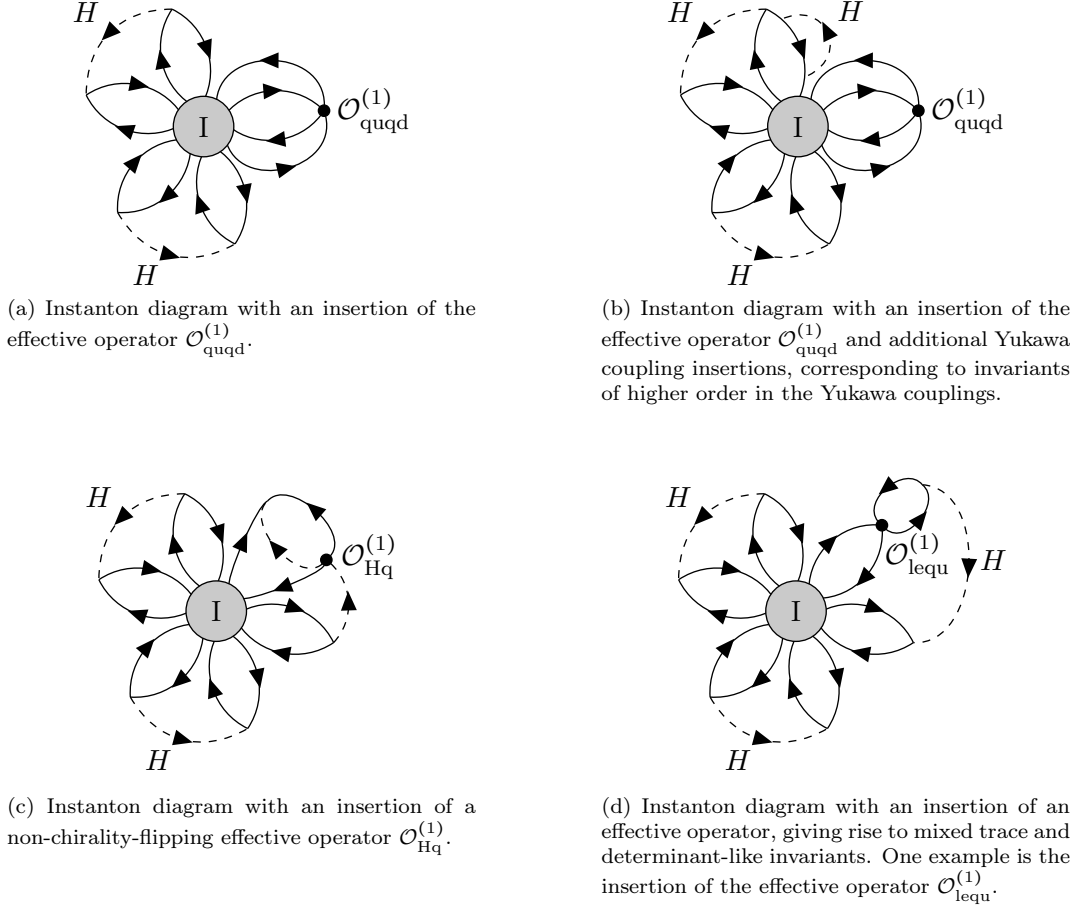 H
I
O(1)quqd
H
(a) Instanton diagram with an insertion of the
effective operator O(1)quqd.
H
H
I
O(1)quqd
H
(b) Instanton diagram with an insertion of the
effective operator O(1)quqd and additional Yukawa
coupling insertions, corresponding to invariants
of higher order in the Yukawa couplings.
H
O(1)Hq
I
H
(c) Instanton diagram with an insertion of a
non-chirality-flipping effective operator O(1)Hq.
H
O(1)lequ
H
I
H
(d) Instanton diagram with an insertion of an
effective operator, giving rise to mixed trace and
determinant-like invariants. One example is the
insertion of the effective operator O(1)lequ.